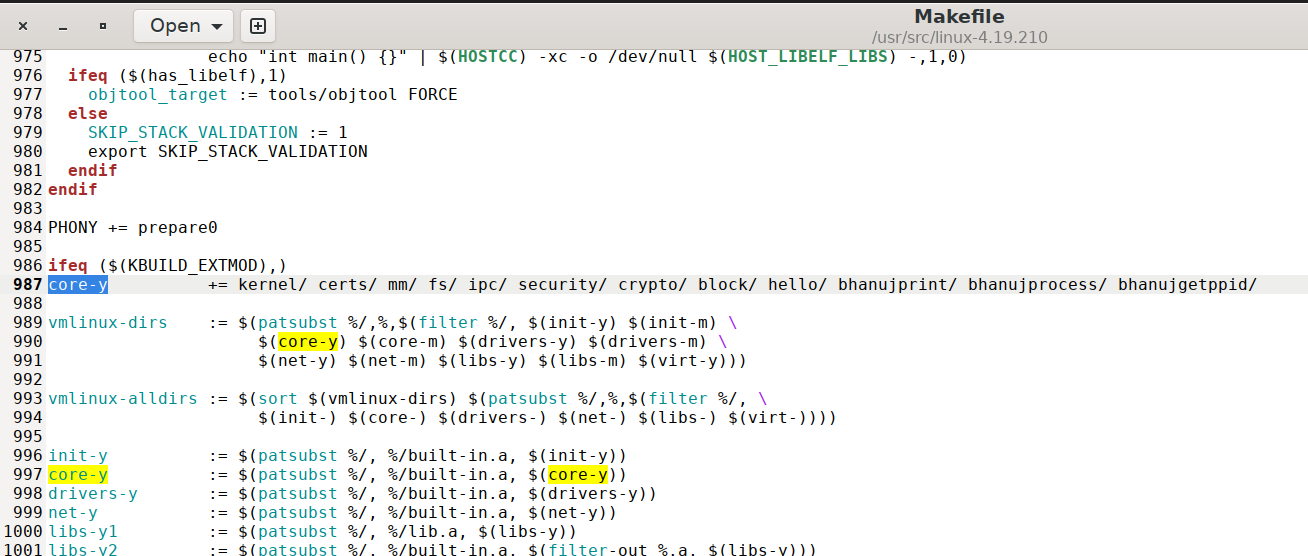 Open
Makefile
/usr/src/linux-4.19.210
975 echo "int main() {}" | $(HOSTCC) -xc -o /dev/null $(HOST_LIBELF_LIBS) -,1,0)
976 ifeq ($(has_libelf),1)
977 objtool_target := tools/objtool FORCE
978 else
979 SKIP_STACK_VALIDATION := 1
980 export SKIP_STACK_VALIDATION
981 endif
982 endif
983
984 PHONY += prepare0
985
986 ifeq ($(KBUILD_EXTMOD),)
987 core-y += kernel/ certs/ mm/ fs/ ipc/ security/ crypto/ block/ hello/ bhanujprint/ bhanujprocess/ bhanujgetppid/
988
989 vmlinux-dirs := $(patsubst %/,%,$(filter %/, $(init-y) $(init-m) \
990 $(core-y) $(core-m) $(drivers-y) $(drivers-m) \
991 $(net-y) $(net-m) $(libs-y) $(libs-m) $(virt-y)))
992
993 vmlinux-alldirs := $(sort $(vmlinux-dirs) $(patsubst %/,%,$(filter %/, \
994 $(init-) $(core-) $(drivers-) $(net-) $(libs-) $(virt-))))
995
996 init-y := $(patsubst %/, %/built-in.a, $(init-y))
997 core-y := $(patsubst %/, %/built-in.a, $(core-y))
998 drivers-y := $(patsubst %/, %/built-in.a, $(drivers-y))
999 net-y := $(patsubst %/, %/built-in.a, $(net-y))
1000 libs-y1 := $(patsubst %/, %/lib.a, $(libs-y))
1001 libs-y2 := $(patsubst %/, %/built-in.a, $(filter-out %.a, $(libs-y)))